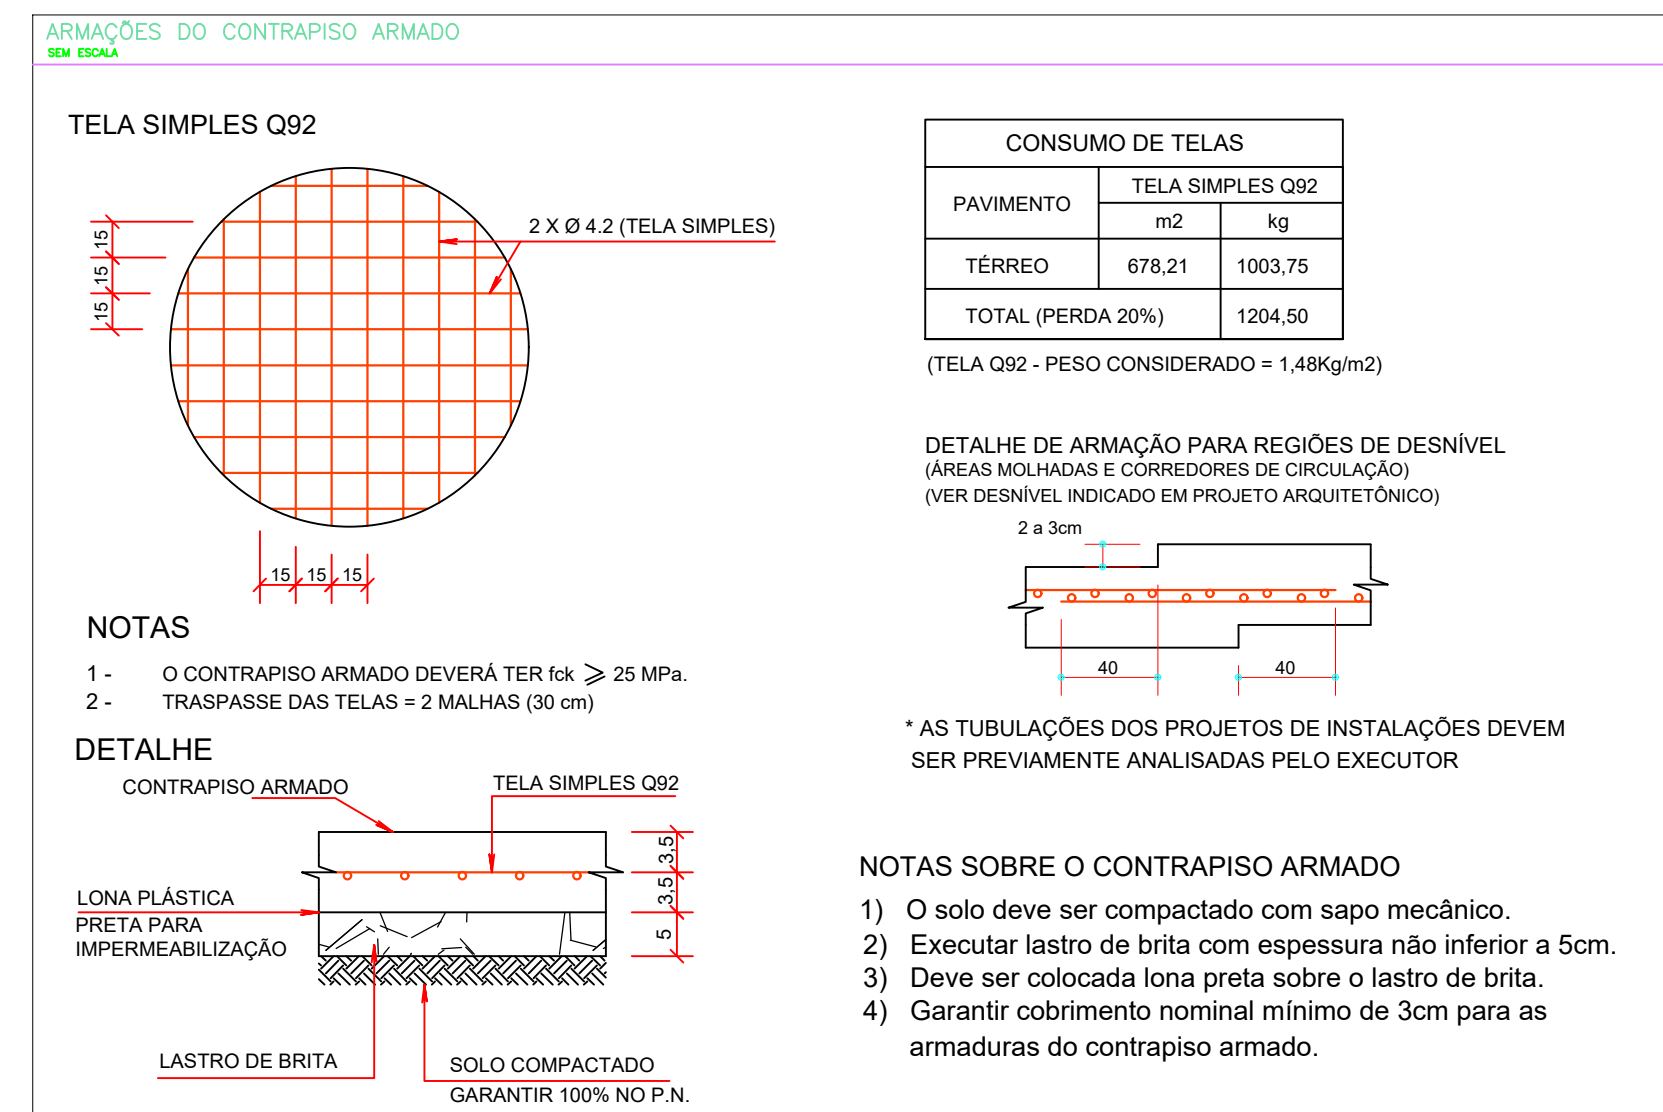 ARMAÇÕES DO CONTRAPISO ARMADO
SEM ESCALA
TELA SIMPLES Q92
2 X Ø 4.2 (TELA SIMPLES)
15
15
15
15 15 15
NOTAS
1 - O CONTRAPISO ARMADO DEVERÁ TER fck ⩾ 25 MPa.
2 - TRASPASSE DAS TELAS = 2 MALHAS (30 cm)
DETALHE
CONTRAPISO ARMADO
TELA SIMPLES Q92
3,5
3,5
5
LONA PLÁSTICA
PRETA PARA
IMPERMEABILIZAÇÃO
LASTRO DE BRITA
SOLO COMPACTADO
GARANTIR 100% NO P.N.
CONSUMO DE TELAS
PAVIMENTO
TELA SIMPLES Q92
m2 kg
TÉRREO 678,21 1003,75
TOTAL (PERDA 20%) 1204,50
(TELA Q92 - PESO CONSIDERADO = 1,48Kg/m2)
DETALHE DE ARMAÇÃO PARA REGIÕES DE DESNÍVEL
(ÁREAS MOLHADAS E CORREDORES DE CIRCULAÇÃO)
(VER DESNÍVEL INDICADO EM PROJETO ARQUITETÔNICO)
2 a 3cm
40 40
* AS TUBULAÇÕES DOS PROJETOS DE INSTALAÇÕES DEVEM
SER PREVIAMENTE ANALISADAS PELO EXECUTOR
NOTAS SOBRE O CONTRAPISO ARMADO
1) O solo deve ser compactado com sapo mecânico.
2) Executar lastro de brita com espessura não inferior a 5cm.
3) Deve ser colocada lona preta sobre o lastro de brita.
4) Garantir cobrimento nominal mínimo de 3cm para as
armaduras do contrapiso armado.